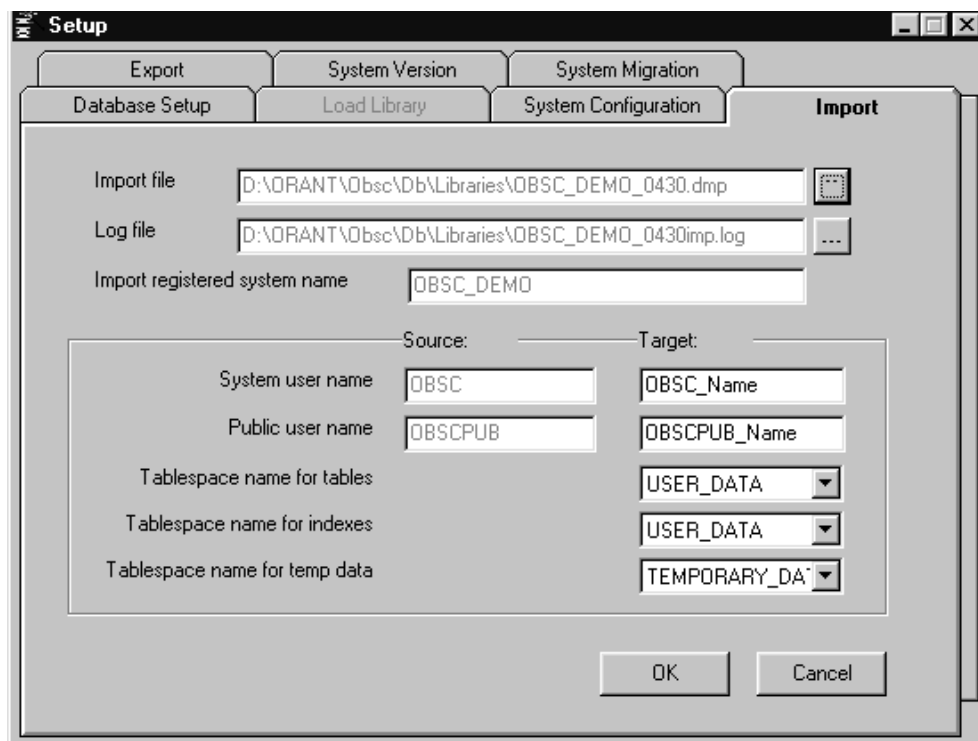 Setup
Export System Version System Migration
Database Setup Load Library System Configuration Import
Import file D:\ORANT\Obsc\Db\Libraries\OBSC_DEMO_0430.dmp ...
Log file D:\ORANT\Obsc\Db\Libraries\OBSC_DEMO_0430imp.log ...
Import registered system name OBSC_DEMO
Source: Target:
System user name OBSC OBSC_Name
Public user name OBSCPUB OBSCPUB_Name
Tablespace name for tables USER_DATA
Tablespace name for indexes USER_DATA
Tablespace name for temp data TEMPORARY_DA
OK Cancel